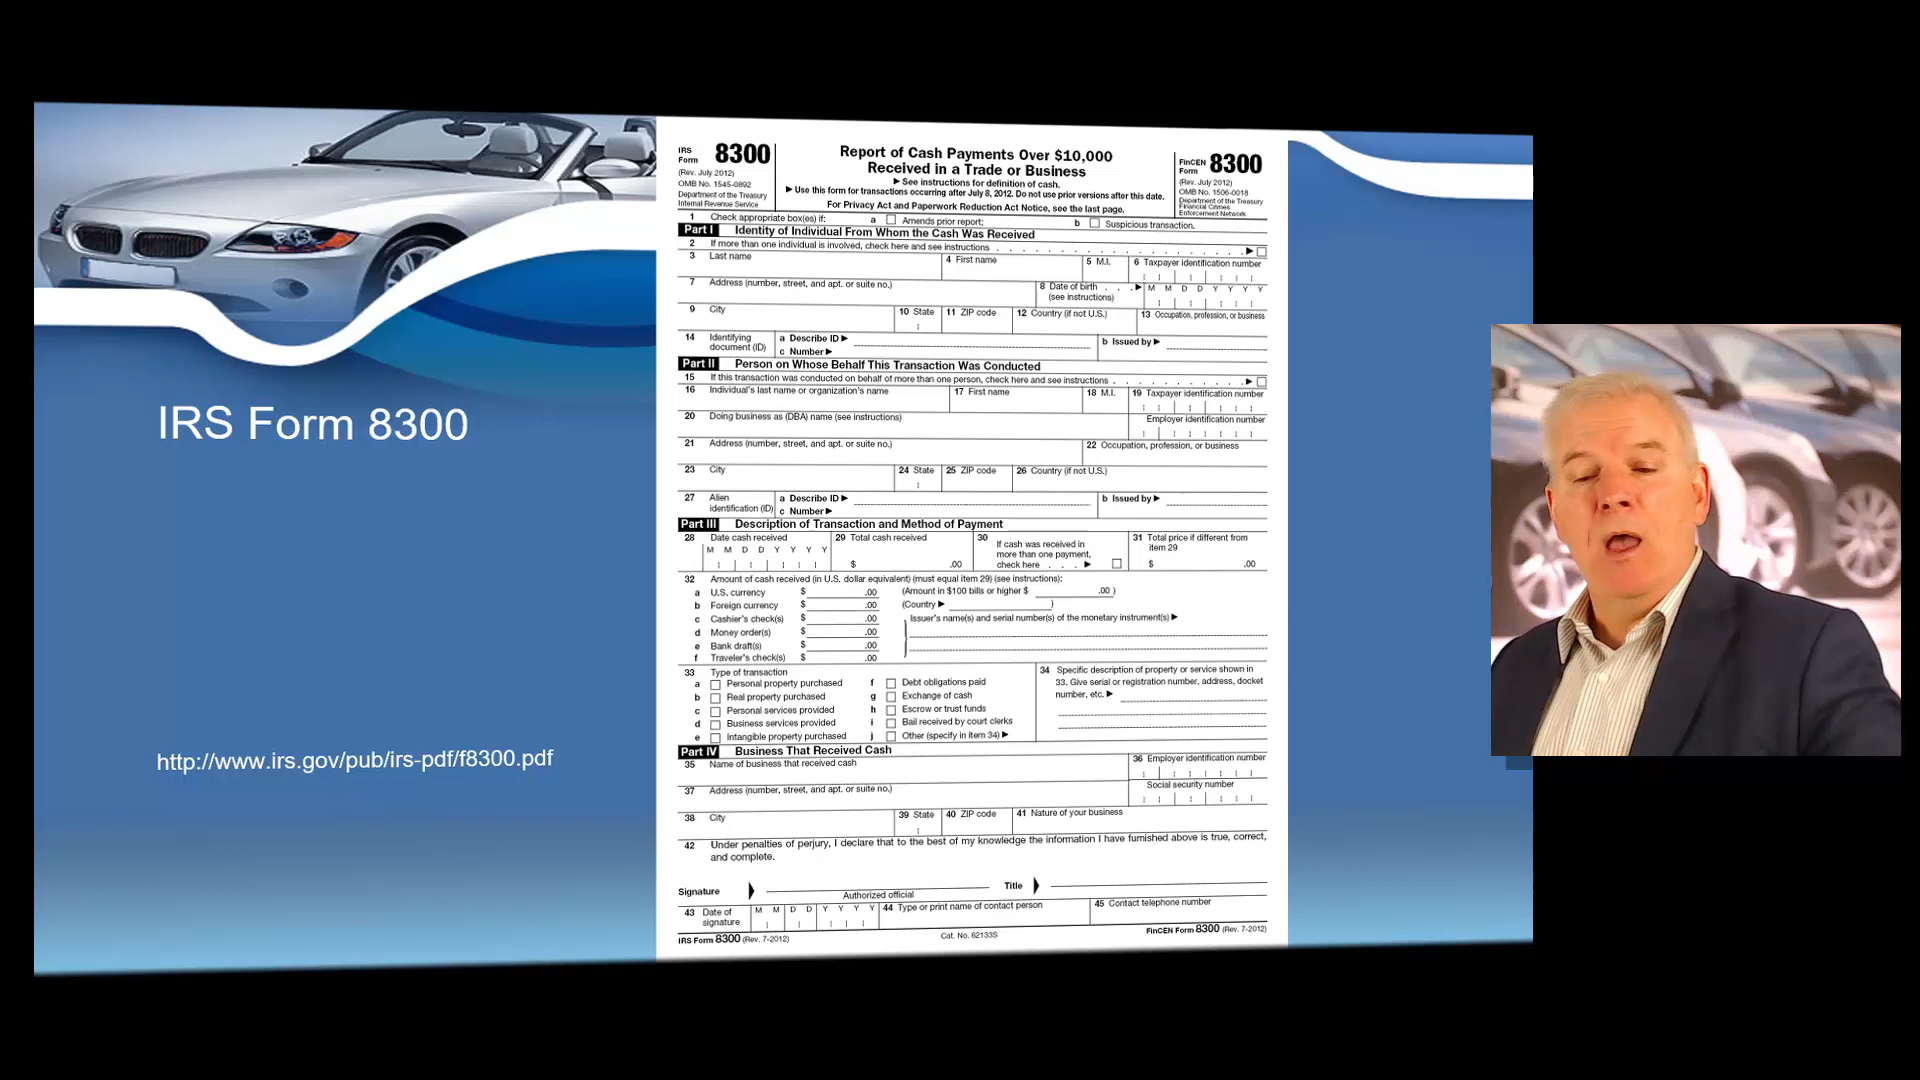 IRS Form 8300
http://www.irs.gov/pub/irs-pdf/f8300.pdf
IRS Form 8300
(Rev. July 2012)
OMB No. 1545-0892
Department of the Treasury
Internal Revenue Service
Report of Cash Payments Over $10,000
Received in a Trade or Business
▶ See instructions for definition of cash.
▶ Use this form for transactions occurring after July 8, 2012. Do not use prior versions after this date.
For Privacy Act and Paperwork Reduction Act Notice, see the last page.
FinCEN Form 8300
(Rev. July 2012)
OMB No. 1506-0018
Department of the Treasury
Financial Crimes
Enforcement Network
1 Check appropriate box(es) if: a Amends prior report; b Suspicious transaction.
Part I Identity of Individual From Whom the Cash Was Received
2 If more than one individual is involved, check here and see instructions . . . ▶
3 Last name 4 First name 5 M.I. 6 Taxpayer identification number
7 Address (number, street, and apt. or suite no.) 8 Date of birth . . . ▶ (see instructions) M M D D Y Y Y Y
9 City 10 State 11 ZIP code 12 Country (if not U.S.) 13 Occupation, profession, or business
14 Identifying document (ID) a Describe ID ▶ b Issued by ▶
c Number ▶
Part II Person on Whose Behalf This Transaction Was Conducted
15 If this transaction was conducted on behalf of more than one person, check here and see instructions . . . ▶
16 Individual's last name or organization's name 17 First name 18 M.I. 19 Taxpayer identification number
20 Doing business as (DBA) name (see instructions) Employer identification number
21 Address (number, street, and apt. or suite no.) 22 Occupation, profession, or business
23 City 24 State 25 ZIP code 26 Country (if not U.S.)
27 Alien identification (ID) a Describe ID ▶ b Issued by ▶
c Number ▶
Part III Description of Transaction and Method of Payment
28 Date cash received M M D D Y Y Y Y 29 Total cash received $ .00 30 If cash was received in more than one payment, check here . . . ▶ 31 Total price if different from item 29 $ .00
32 Amount of cash received (in U.S. dollar equivalent) (must equal item 29) (see instructions):
a U.S. currency $ .00 (Amount in $100 bills or higher $ .00 )
b Foreign currency $ .00 (Country ▶ )
c Cashier's check(s) $ .00 Issuer's name(s) and serial number(s) of the monetary instrument(s) ▶
d Money order(s) $ .00
e Bank draft(s) $ .00
f Traveler's check(s) $ .00
33 Type of transaction
a Personal property purchased f Debt obligations paid
b Real property purchased g Exchange of cash
c Personal services provided h Escrow or trust funds
d Business services provided i Bail received by court clerks
e Intangible property purchased j Other (specify in item 34) ▶
34 Specific description of property or service shown in
33. Give serial or registration number, address, docket
number, etc. ▶
Part IV Business That Received Cash
35 Name of business that received cash 36 Employer identification number
37 Address (number, street, and apt. or suite no.) Social security number
38 City 39 State 40 ZIP code 41 Nature of your business
42 Under penalties of perjury, I declare that to the best of my knowledge the information I have furnished above is true, correct,
and complete.
Signature Authorized official Title
43 Date of signature M M D D Y Y Y Y 44 Type or print name of contact person 45 Contact telephone number
IRS Form 8300 (Rev. 7-2012) Cat. No. 62133S FinCEN Form 8300 (Rev. 7-2012)